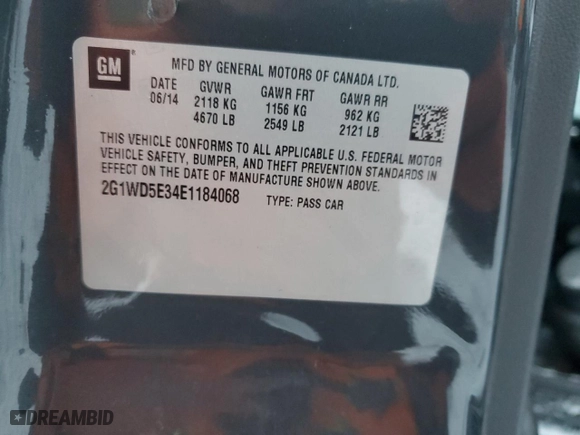 GM
MFD BY GENERAL MOTORS OF CANADA LTD.
DATE GVWR GAWR FRT GAWR RR
06/14 2118 KG 1156 KG 962 KG
4670 LB 2549 LB 2121 LB
THIS VEHICLE CONFORMS TO ALL APPLICABLE U.S. FEDERAL MOTOR
VEHICLE SAFETY, BUMPER, AND THEFT PREVENTION STANDARDS IN
EFFECT ON THE DATE OF MANUFACTURE SHOWN ABOVE.
2G1WD5E34E1184068 TYPE: PASS CAR
DREAMBID